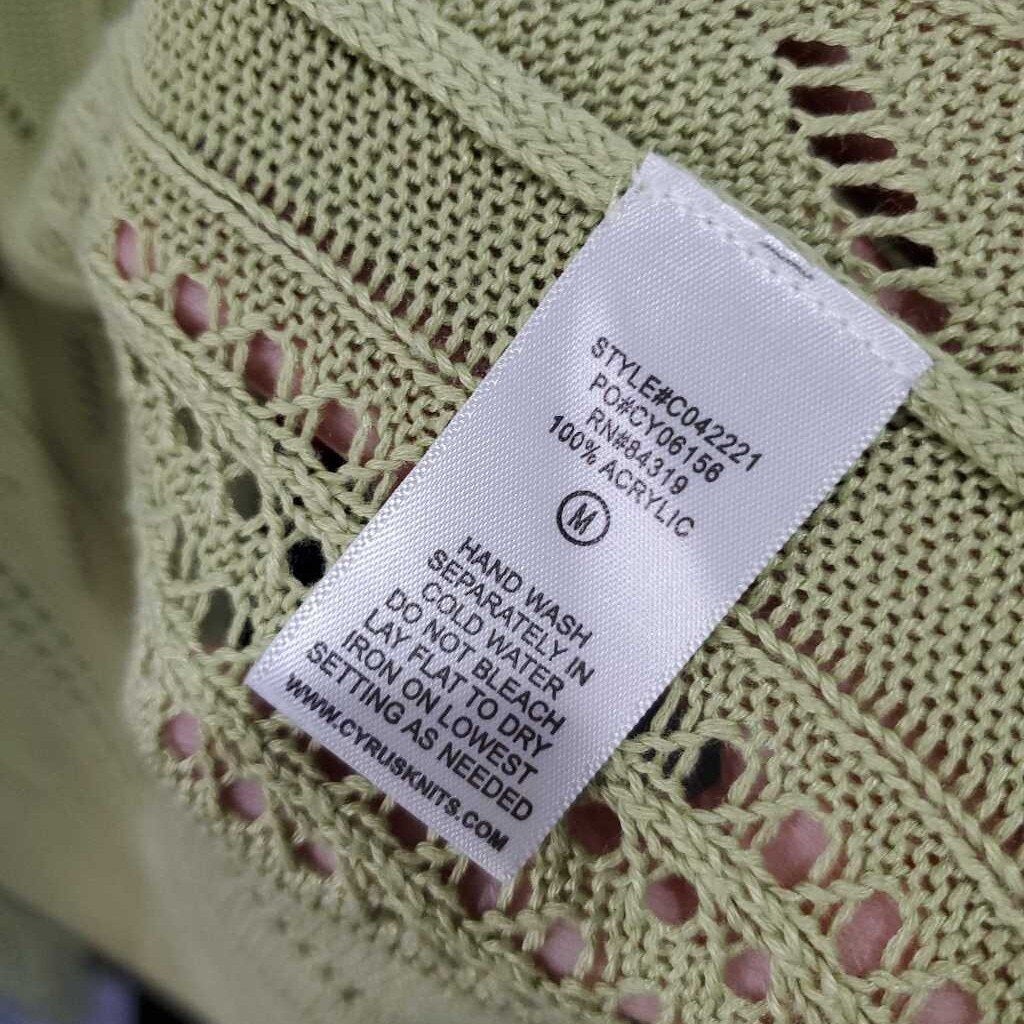 STYLE#C042221
PO#CY06156
RN#84319
100% ACRYLIC
M
HAND WASH
SEPARATELY IN
COLD WATER
DO NOT BLEACH
LAY FLAT TO DRY
IRON ON LOWEST
SETTING AS NEEDED
WWW.CYRUSKNITS.COM